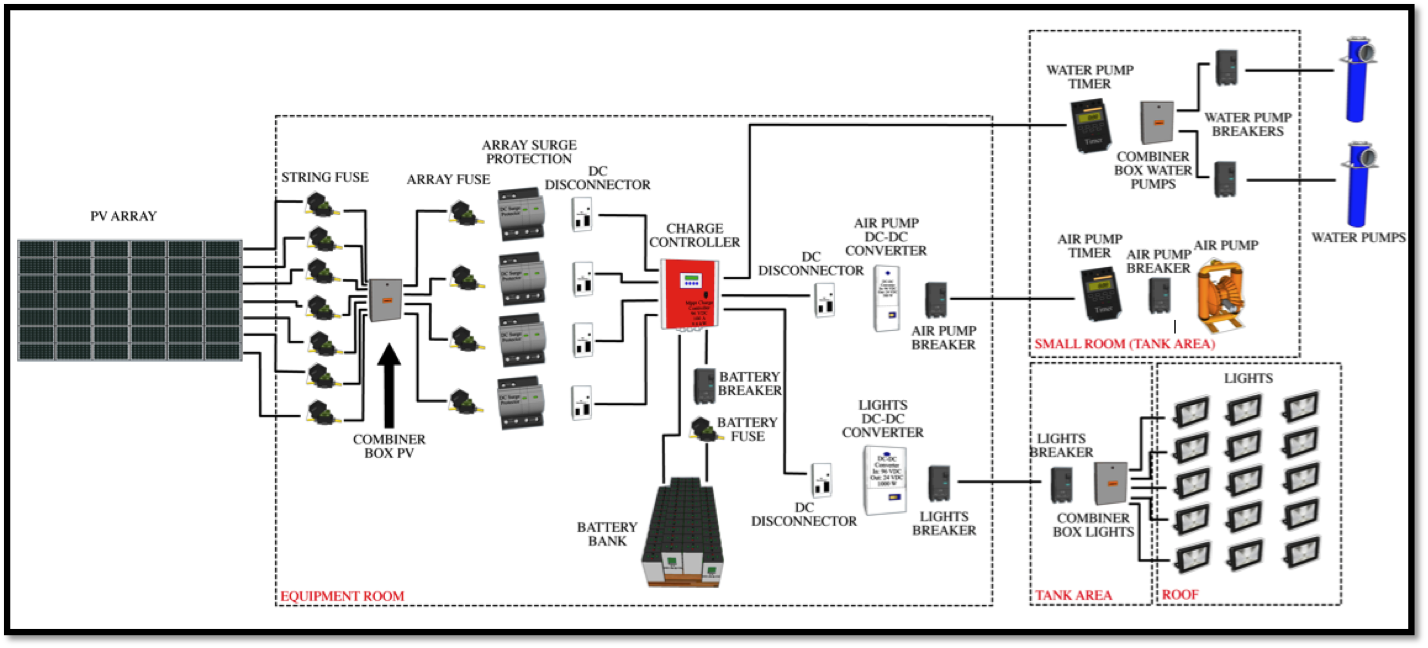 WATER PUMP
TIMER
WATER PUMP
BREAKERS
COMBINER
BOX WATER
PUMPS
WATER PUMPS
ARRAY SURGE
PROTECTION
STRING FUSE
ARRAY FUSE
DC
DISCONNECTOR
PV ARRAY
CHARGE
CONTROLLER
AIR PUMP
DC-DC
CONVERTER
DC
DISCONNECTOR
AIR PUMP
BREAKER
AIR PUMP
TIMER
AIR PUMP
BREAKER
AIR PUMP
SMALL ROOM (TANK AREA)
DC Surge
Protector
DC Surge
Protector
DC Surge
Protector
DC Surge
Protector
Timer
Timer
COMBINER
BOX PV
BATTERY
BREAKER
BATTERY
FUSE
BATTERY
BANK
LIGHTS
DC-DC
CONVERTER
DC-DC
Converter
In: 96 VDC
Out: 24 VDC
1000 W
DC
DISCONNECTOR
LIGHTS
BREAKER
LIGHTS
BREAKER
COMBINER
BOX LIGHTS
LIGHTS
EQUIPMENT ROOM
TANK AREA
ROOF